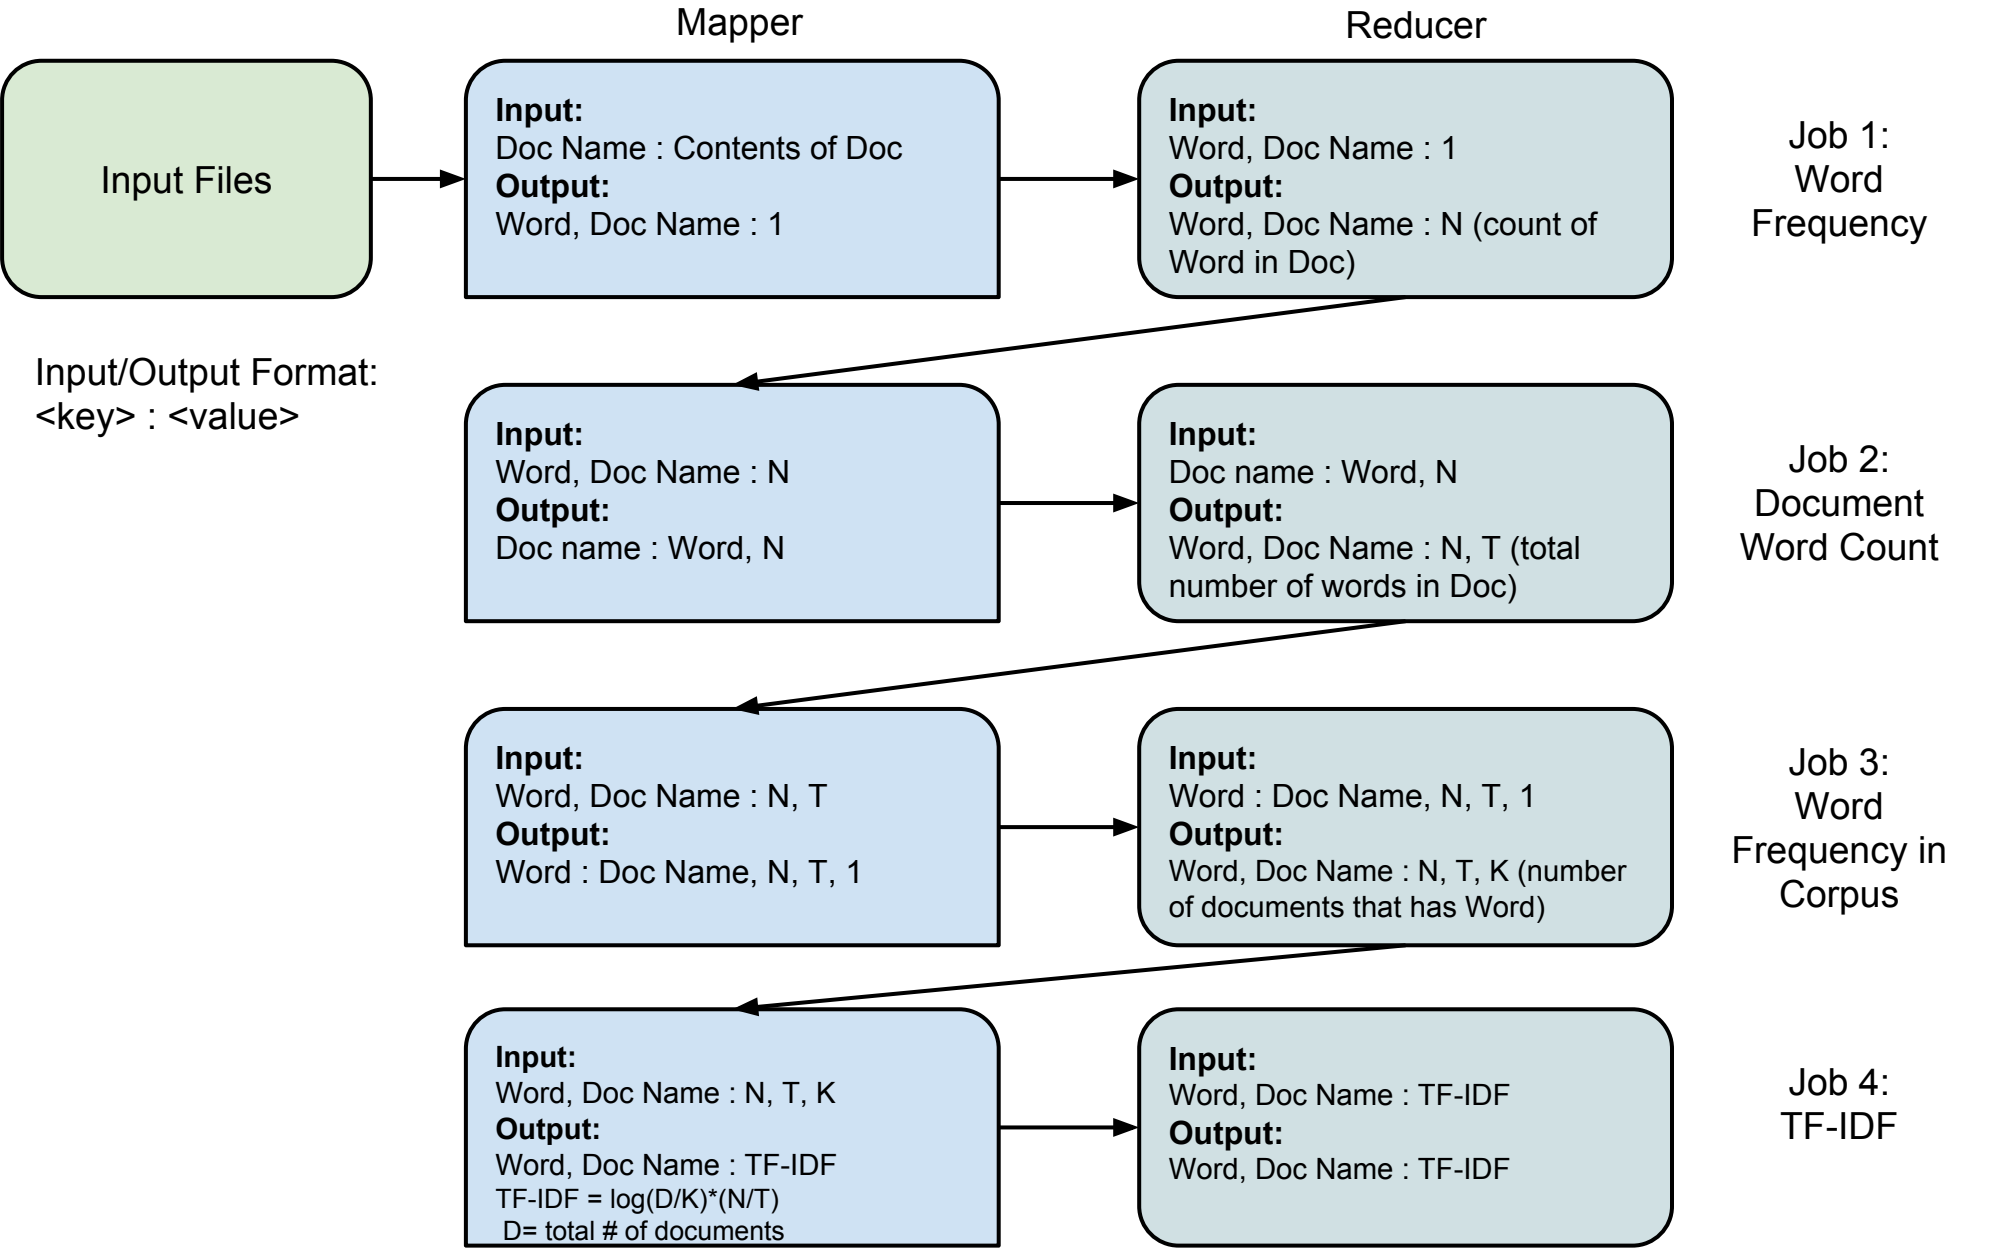 Mapper
Reducer
Input Files
Input:
Doc Name : Contents of Doc
Output:
Word, Doc Name : 1
Input:
Word, Doc Name : 1
Output:
Word, Doc Name : N (count of
Word in Doc)
Job 1:
Word
Frequency
Input/Output Format:
<key> : <value>
Input:
Word, Doc Name : N
Output:
Doc name : Word, N
Input:
Doc name : Word, N
Output:
Word, Doc Name : N, T (total
number of words in Doc)
Job 2:
Document
Word Count
Input:
Word, Doc Name : N, T
Output:
Word : Doc Name, N, T, 1
Input:
Word : Doc Name, N, T, 1
Output:
Word, Doc Name : N, T, K (number
of documents that has Word)
Job 3:
Word
Frequency in
Corpus
Input:
Word, Doc Name : N, T, K
Output:
Word, Doc Name : TF-IDF
TF-IDF = log(D/K)*(N/T)
D= total # of documents
Input:
Word, Doc Name : TF-IDF
Output:
Word, Doc Name : TF-IDF
Job 4:
TF-IDF